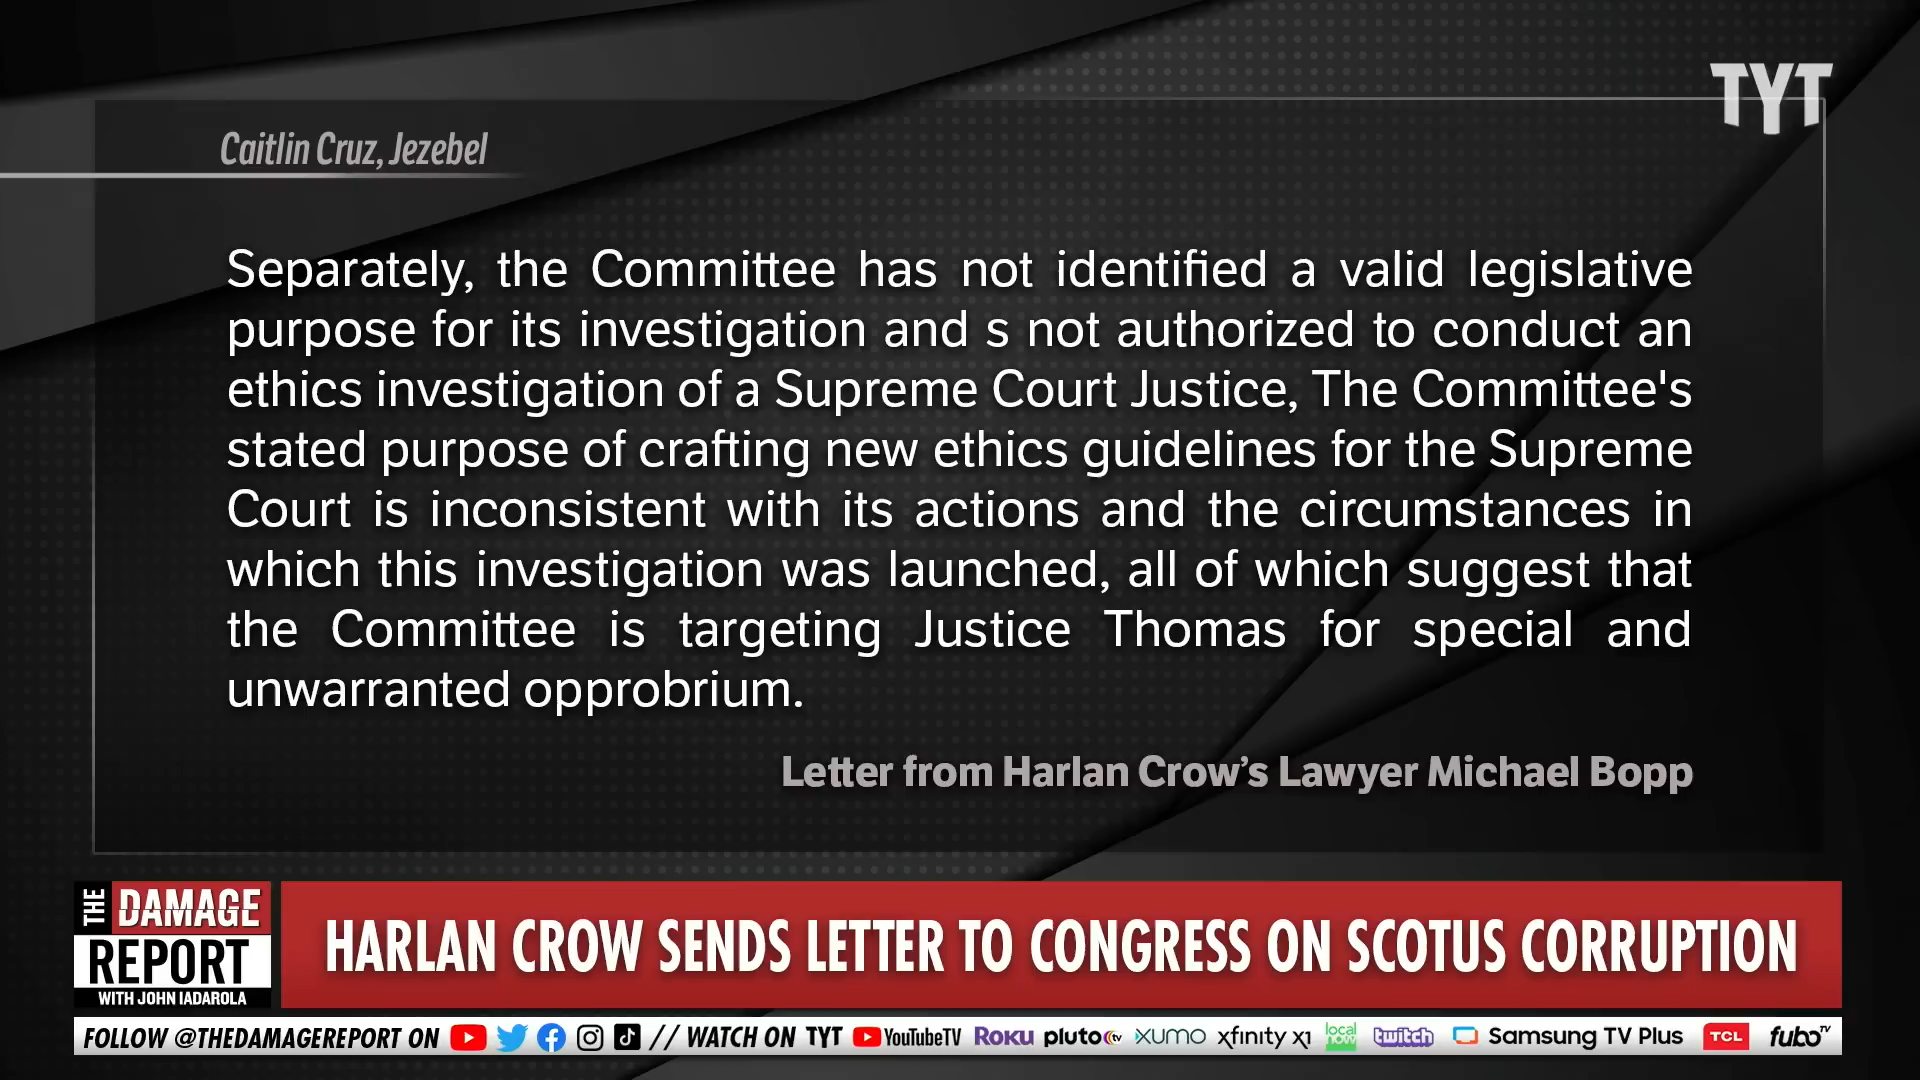 TYT
Caitlin Cruz, Jezebel
Separately, the Committee has not identified a valid legislative
purpose for its investigation and s not authorized to conduct an
ethics investigation of a Supreme Court Justice, The Committee's
stated purpose of crafting new ethics guidelines for the Supreme
Court is inconsistent with its actions and the circumstances in
which this investigation was launched, all of which suggest that
the Committee is targeting Justice Thomas for special and
unwarranted opprobrium.
Letter from Harlan Crow’s Lawyer Michael Bopp
THE DAMAGE
REPORT
WITH JOHN IADAROLA
HARLAN CROW SENDS LETTER TO CONGRESS ON SCOTUS CORRUPTION
FOLLOW @THEDAMAGEREPORT ON // WATCH ON TYT YouTubeTV ROKU pluto tv XUMO xfinity x1 local now twitch Samsung TV Plus TCL fubo TV